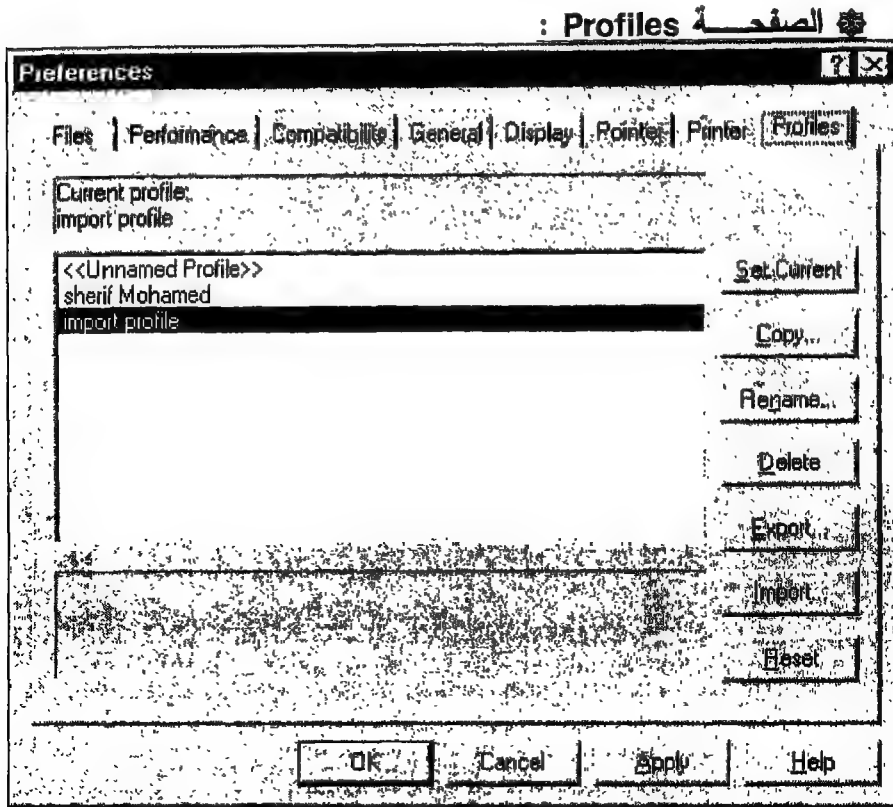 الصفحـــة Profiles :
Preferences
Files Performance Compatibility General Display Pointer Printer Profiles
Current profile:
import profile
<<Unnamed Profile>>
sherif Mohamed
import profile
Set Current
Copy...
Rename...
Delete
Export...
Import...
Reset
OK Cancel Apply Help